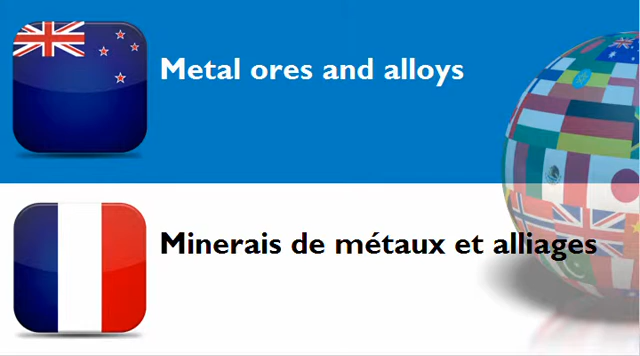 Metal ores and alloys
Minerais de métaux et alliages